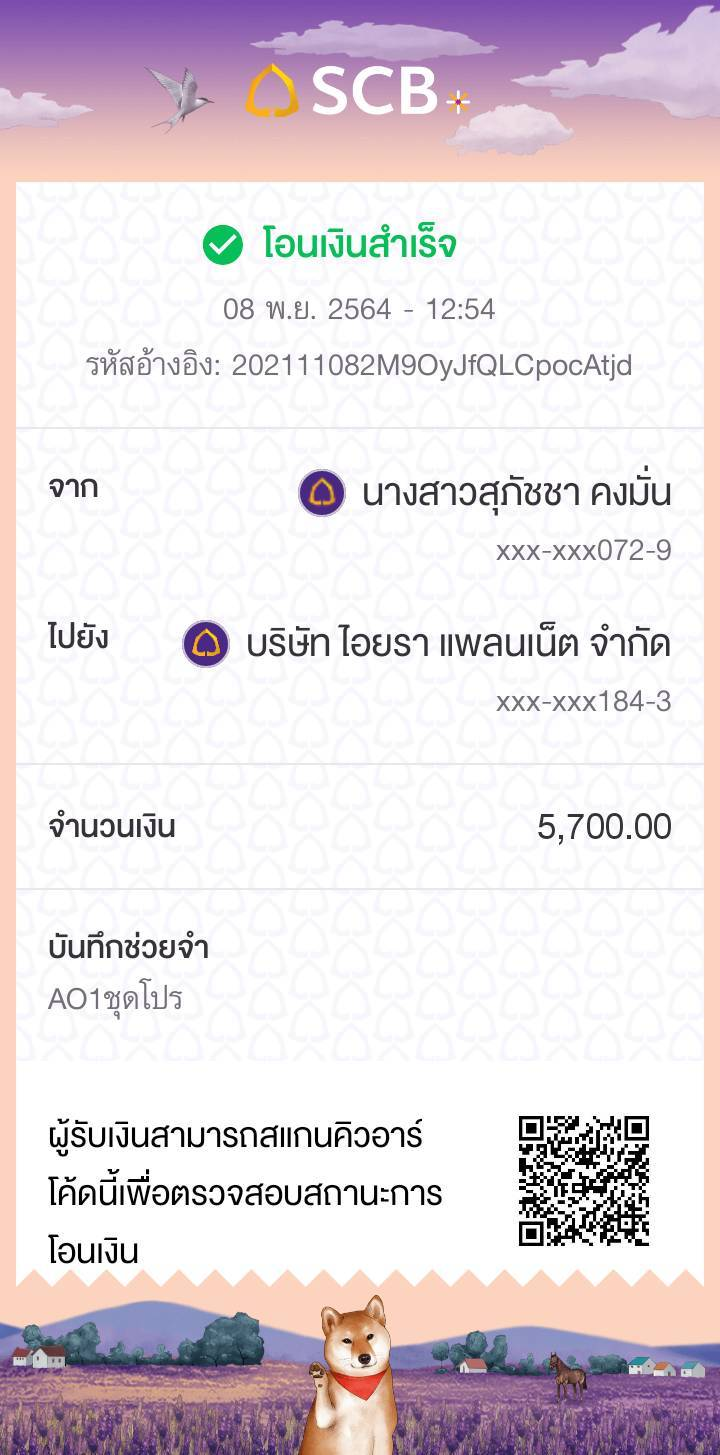 SCB
โอนเงินสำเร็จ
08 พ.ย. 2564 - 12:54
รหัสอ้างอิง: 202111082M9OyJfQLCpocAtjd
จาก
นางสาวสุภัชชา คงมั่น
xxx-xxx072-9
ไปยัง
บริษัท ไอยรา แพลนเน็ต จำกัด
xxx-xxx184-3
จำนวนเงิน
5,700.00
บันทึกช่วยจำ
AO1ชุดโปร
ผู้รับเงินสามารถสแกนคิวอาร์
โค้ดนี้เพื่อตรวจสอบสถานะการ
โอนเงิน